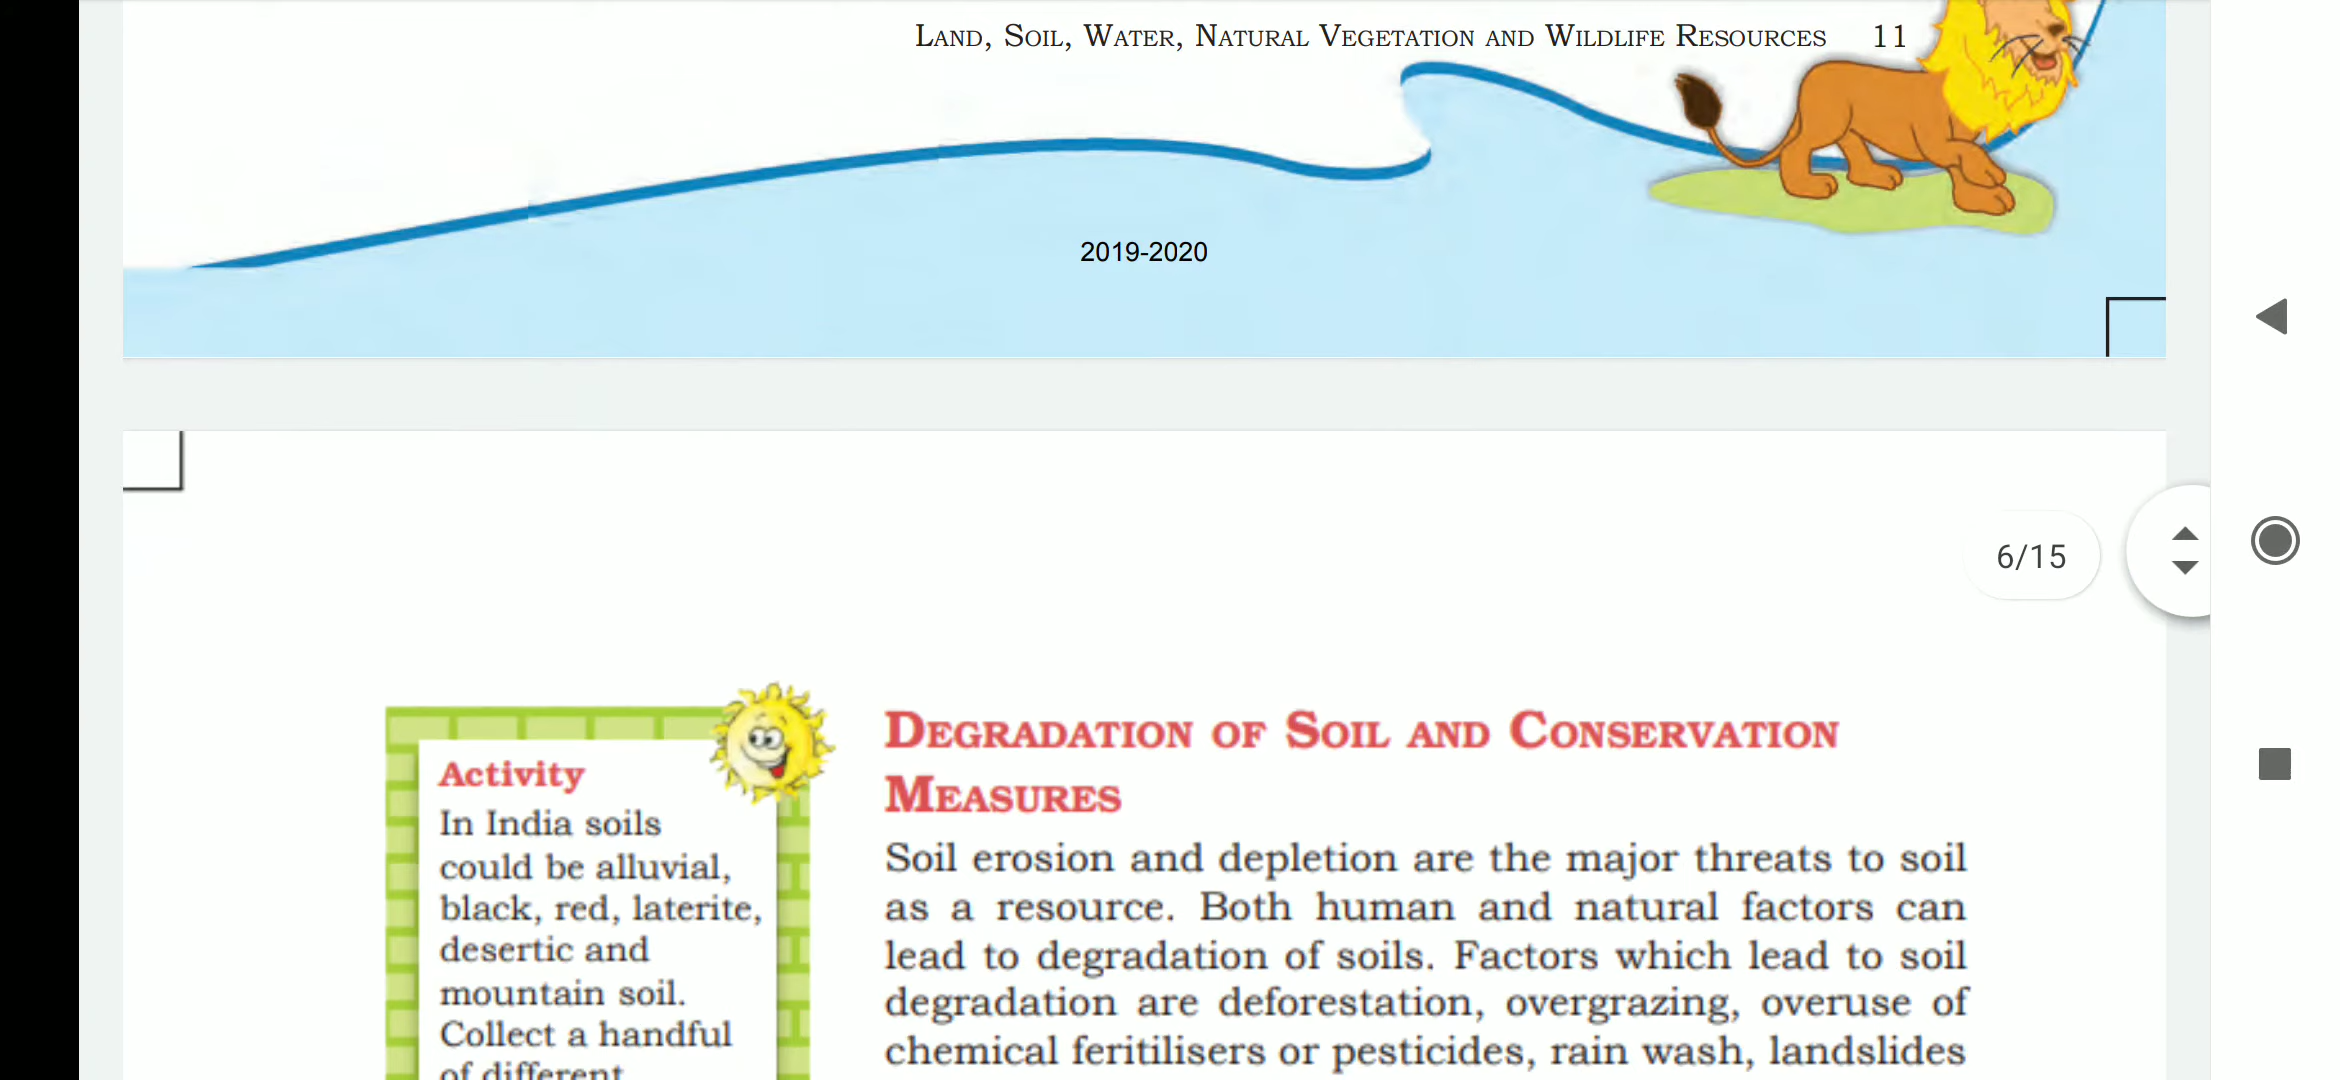 Land, Soil, Water, Natural Vegetation and Wildlife Resources 11
2019-2020
6/15
Activity
In India soils
could be alluvial,
black, red, laterite,
desertic and
mountain soil.
Collect a handful
of different
Degradation of Soil and Conservation
Measures
Soil erosion and depletion are the major threats to soil
as a resource. Both human and natural factors can
lead to degradation of soils. Factors which lead to soil
degradation are deforestation, overgrazing, overuse of
chemical feritilisers or pesticides, rain wash, landslides